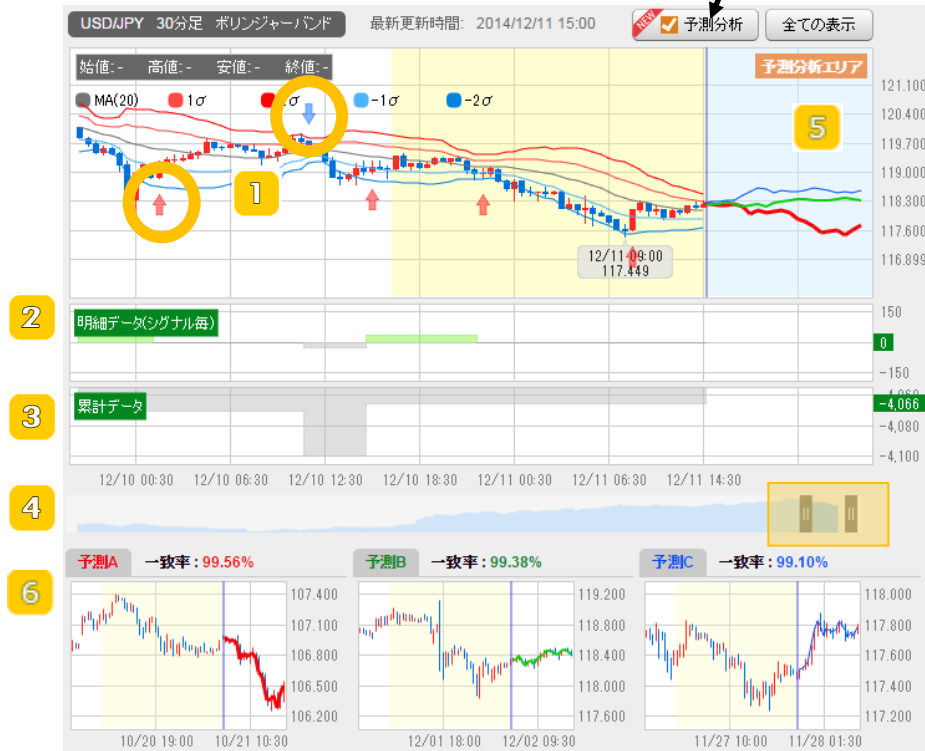 USD/JPY 30分足 ボリンジャーバンド
最新更新時間: 2014/12/11 15:00
NEW
予測分析
全ての表示
始値:- 高値:- 安値:- 終値:-
予測分析エリア
MA(20) 1σ 2σ -1σ -2σ
121.100
120.400
119.700
119.000
118.300
117.600
116.899
1
5
12/11 09:00
117.449
2
明細データ(シグナル毎)
150
0
-150
3
累計データ
-4,066
-4,080
-4,100
12/10 00:30 12/10 06:30 12/10 12:30 12/10 18:30 12/11 00:30 12/11 06:30 12/11 14:30
4
6
予測A 一致率:99.56%
107.400
107.100
106.800
106.500
106.200
10/20 19:00 10/21 10:30
予測B 一致率:99.38%
119.200
118.800
118.400
118.000
117.600
12/01 18:00 12/02 09:30
予測C 一致率:99.10%
118.000
117.800
117.600
117.400
117.200
11/27 10:00 11/28 01:30